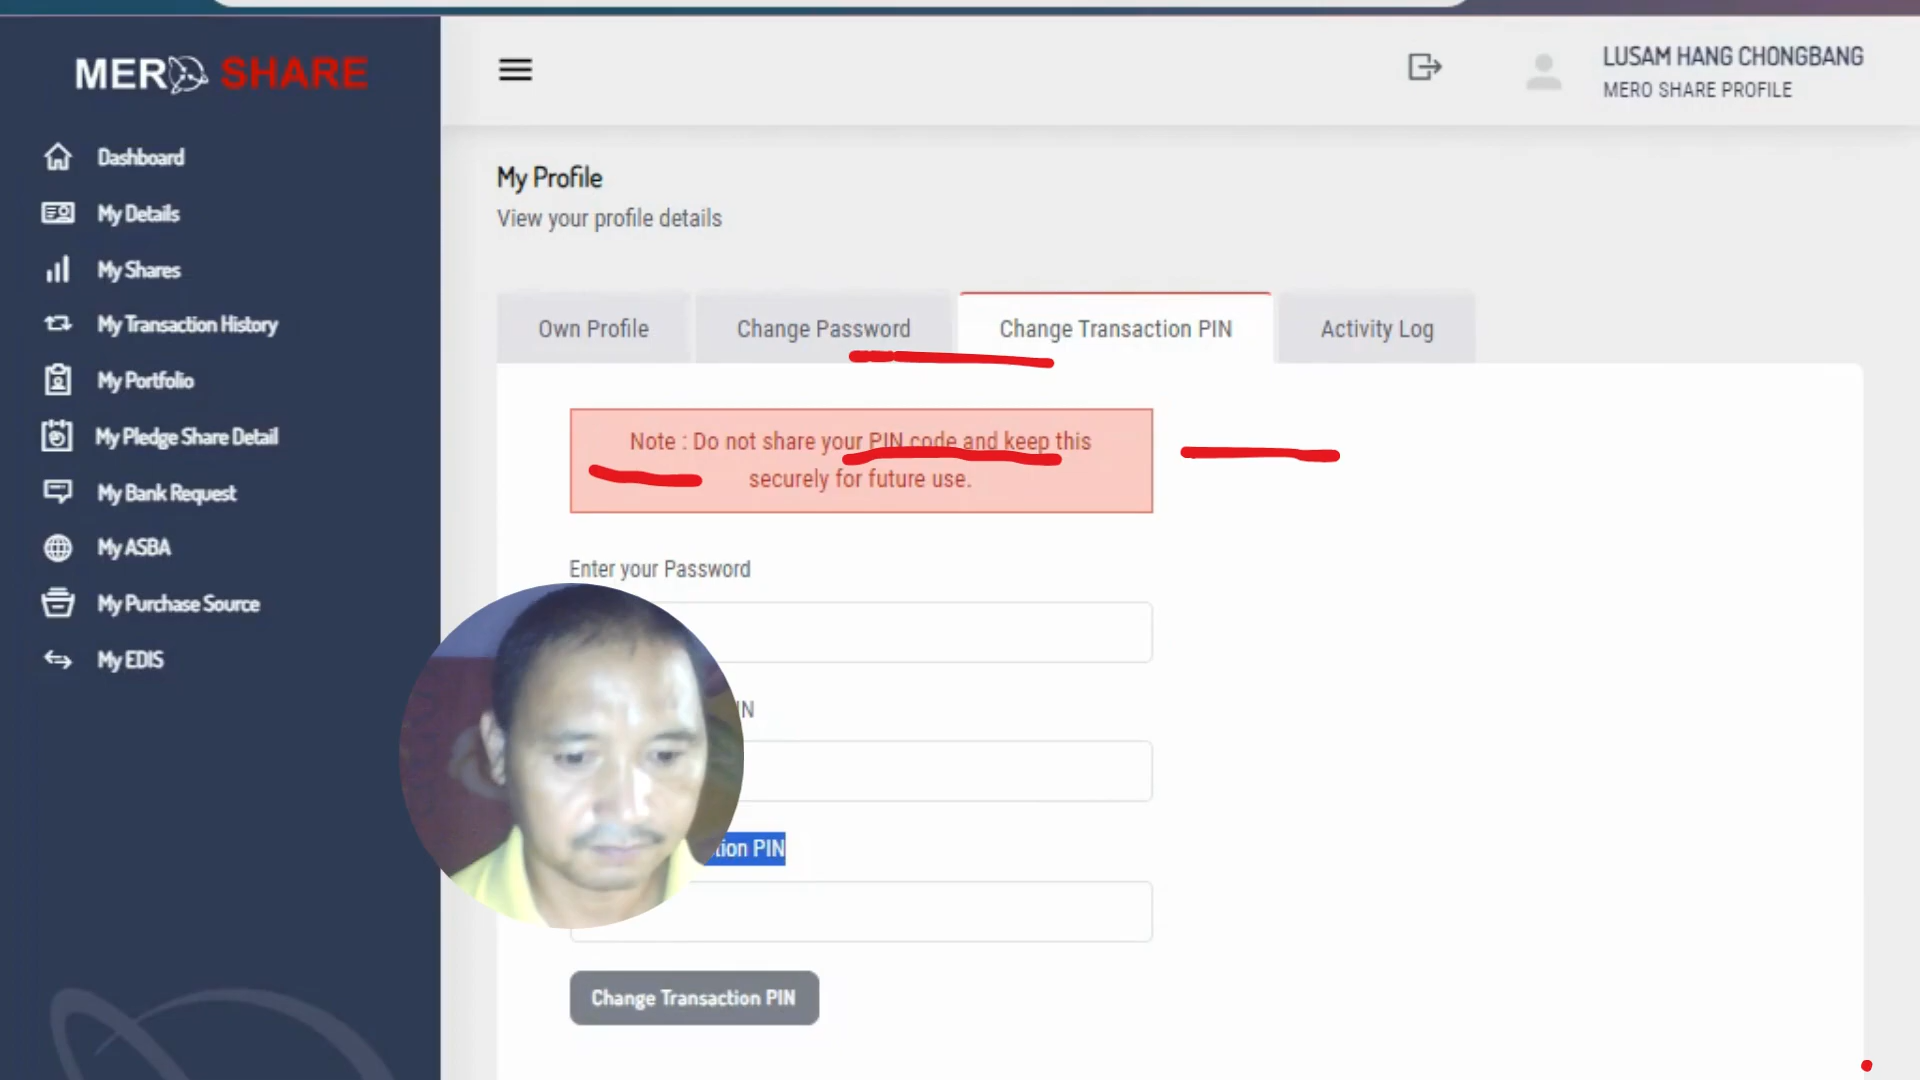 MERO SHARE
LUSAM HANG CHONGBANG
MERO SHARE PROFILE
Dashboard
My Details
My Shares
My Transaction History
My Portfolio
My Pledge Share Detail
My Bank Request
My ASBA
My Purchase Source
My EDIS
My Profile
View your profile details
Own Profile
Change Password
Change Transaction PIN
Activity Log
Note : Do not share your PIN code and keep this
securely for future use.
Enter your Password
PIN
Change Transaction PIN